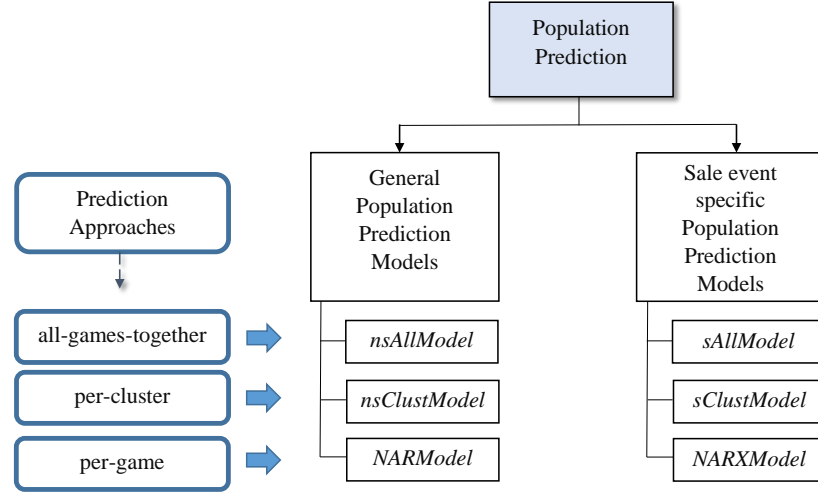 Population
Prediction
General
Population
Prediction
Models
Sale event
specific
Population
Prediction
Models
Prediction
Approaches
all-games-together
nsAllModel
sAllModel
per-cluster
nsClustModel
sClustModel
per-game
NARModel
NARXModel